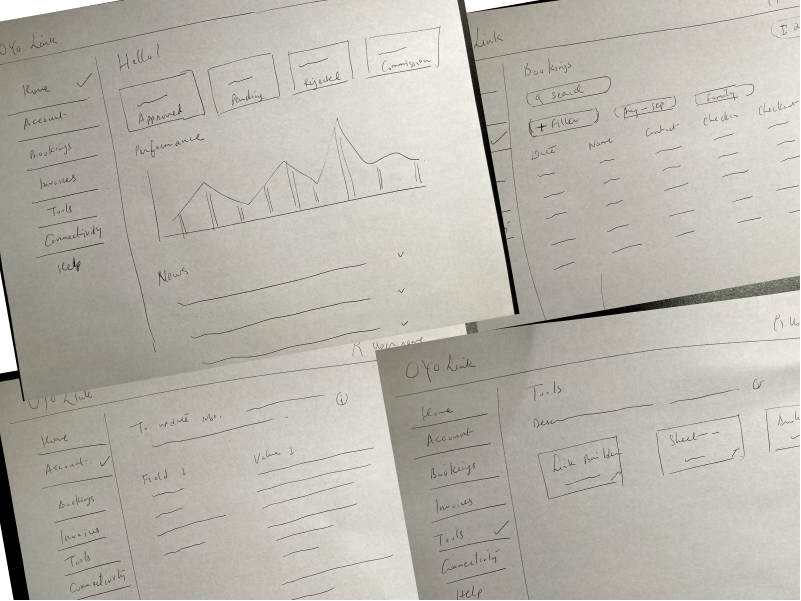 OYO Link
Home
Account
Bookings
Invoices
Tools
Connectivity
Help
Hello!
Approved
Pending
Rejected
Commission
Performance
News
Link
Bookings
Search
+ Filter
Aug-Sep
Family
Date Name Contact Checkin Checkout
OYO Link
Username
Home
Account
Bookings
Invoices
Tools
Connectivity
To update
Field 1
Value 1
OYO Link
Home
Account
Bookings
Invoices
Tools
Connectivity
Help
Tools
Desc
Link Builder
Sheet